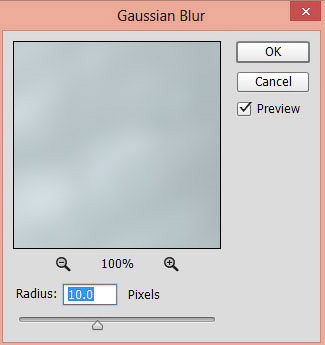 Gaussian Blur
OK
Cancel
Preview
100%
Radius: 10.0 Pixels